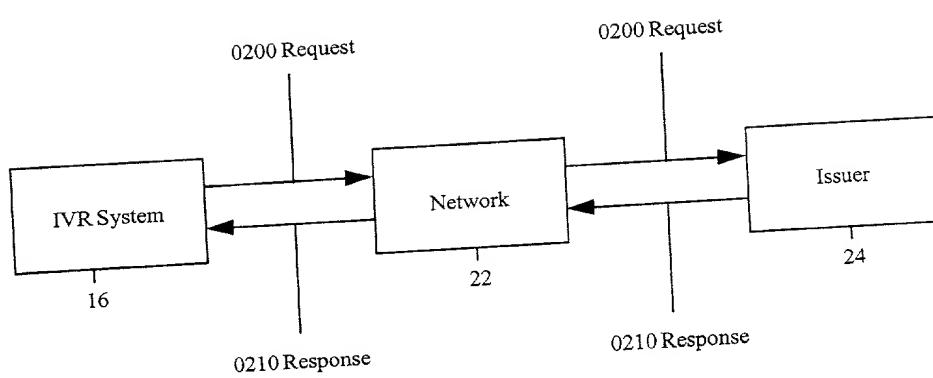 0200 Request
0200 Request
IVR System
Network
Issuer
16
22
24
0210 Response
0210 Response